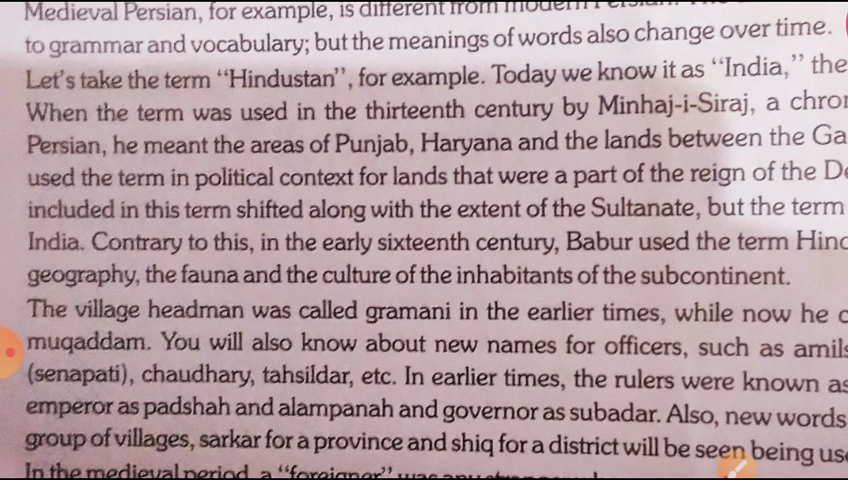 Medieval Persian, for example, is different from modern
to grammar and vocabulary; but the meanings of words also change over time.
Let's take the term "Hindustan", for example. Today we know it as "India," the
When the term was used in the thirteenth century by Minhaj-i-Siraj, a
Persian, he meant the areas of Punjab, Haryana and the lands between the
used the term in political context for lands that were a part of the reign of the
included in this term shifted along with the extent of the Sultanate, but the term
India. Contrary to this, in the early sixteenth century, Babur used the term
geography, the fauna and the culture of the inhabitants of the subcontinent.
The village headman was called gramani in the earlier times, while now he
muqaddam. You will also know about new names for officers, such as
(senapati), chaudhary, tahsildar, etc. In earlier times, the rulers were known as
emperor as padshah and alampanah and governor as subadar. Also, new words
group of villages, sarkar for a province and shiq for a district will be seen being
In the medieval period, a "foreigner" was any